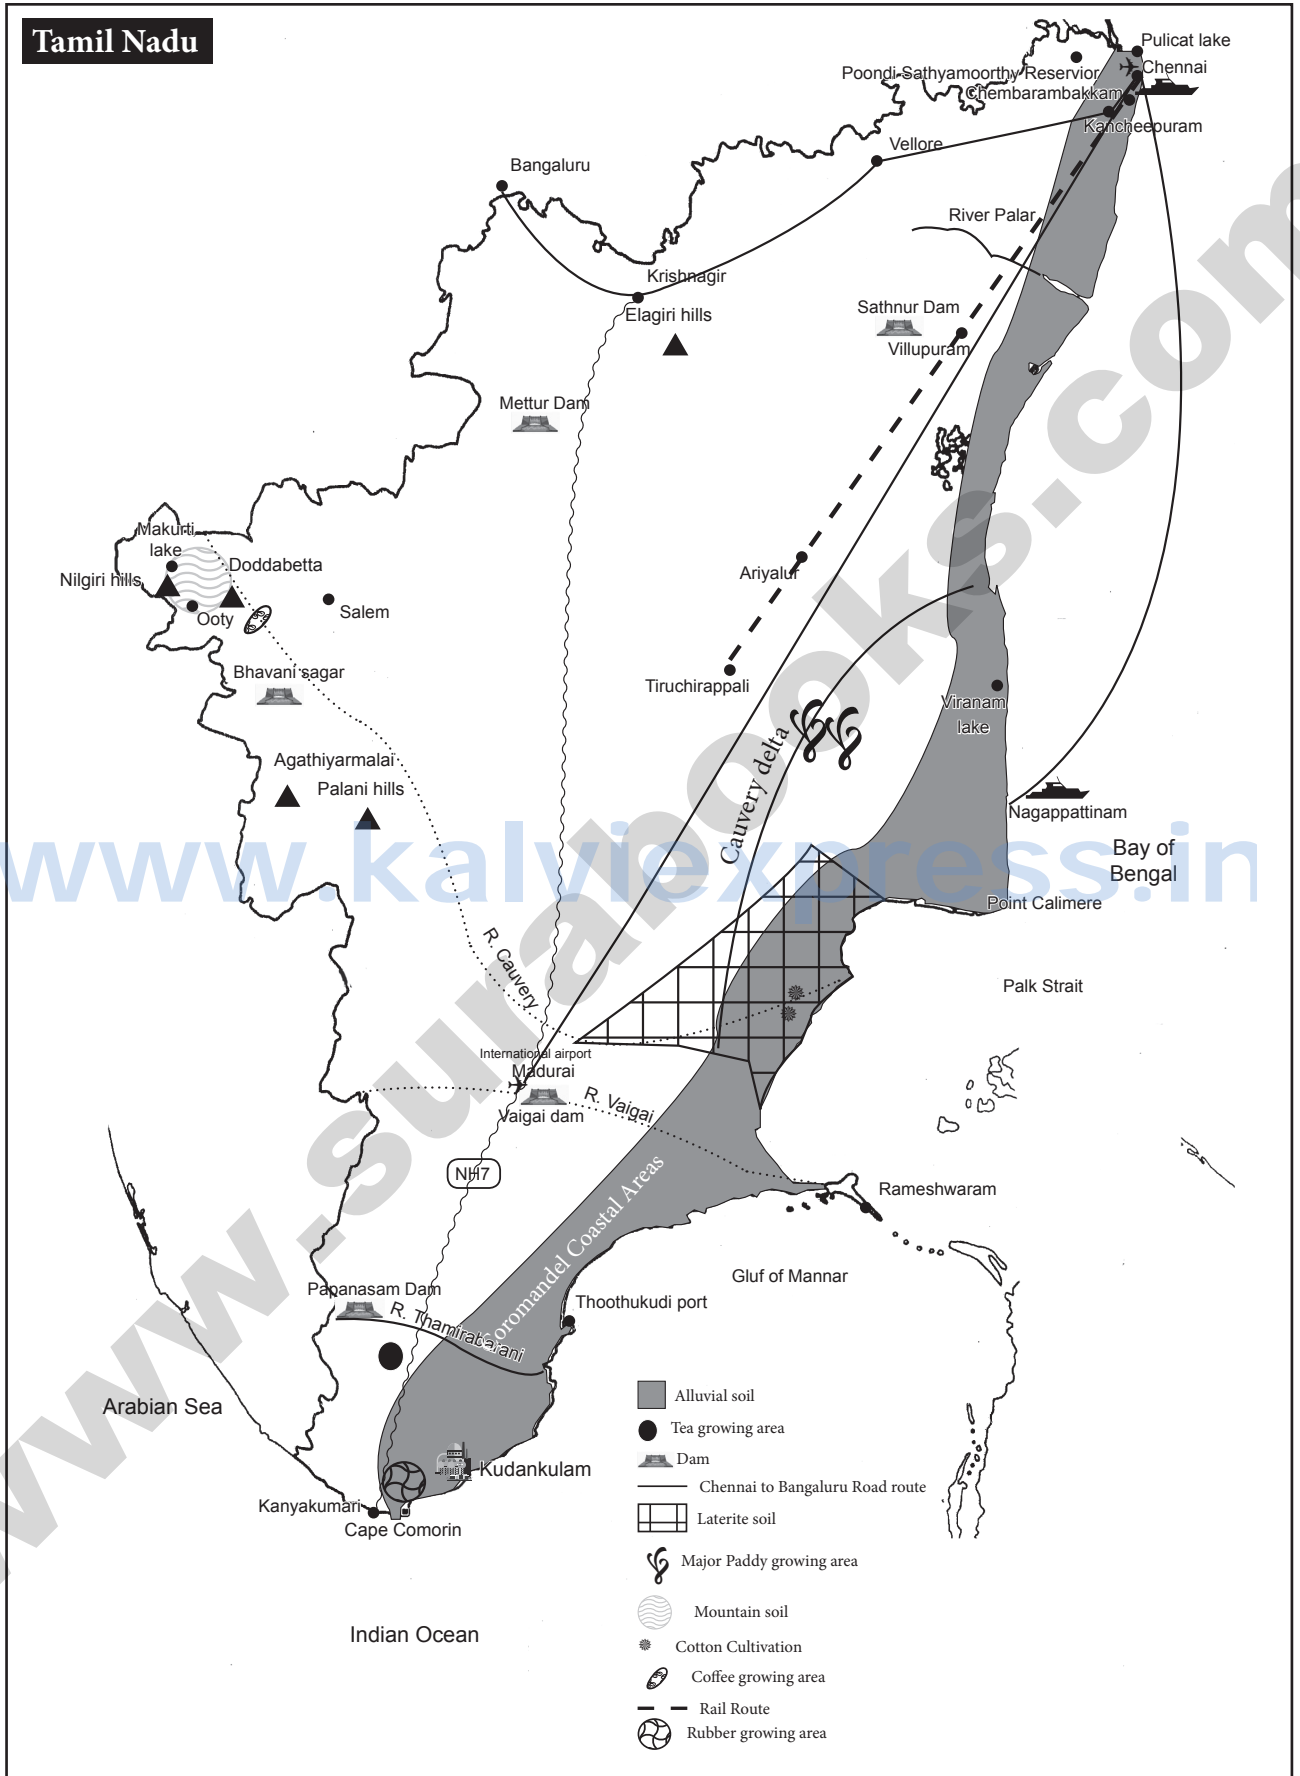 Tamil Nadu
Pulicat lake
Chennai
Poondi Sathyamoorthy Reservior
Chembarambakkam
Kancheepuram
Vellore
Bangaluru
River Palar
Krishnagir
Elagiri hills
Sathnur Dam
Villupuram
Mettur Dam
Makurti
lake
Doddabetta
Nilgiri hills
Ooty
Salem
Ariyalur
Bhavani sagar
Tiruchirappali
Viranam
lake
Cauvery delta
Agathiyarmalai
Palani hills
Nagappattinam
Bay of
Bengal
Point Calimere
R. Cauvery
Palk Strait
International airport
Madurai
Vaigai dam
R. Vaigai
NH7
Coromandel Coastal Areas
Rameshwaram
Gluf of Mannar
Papanasam Dam
R. Thamirabarani
Thoothukudi port
Arabian Sea
Kudankulam
Kanyakumari
Cape Comorin
Indian Ocean
Alluvial soil
Tea growing area
Dam
Chennai to Bangaluru Road route
Laterite soil
Major Paddy growing area
Mountain soil
Cotton Cultivation
Coffee growing area
Rail Route
Rubber growing area
www.kalviexpress.in
www.surabooks.com